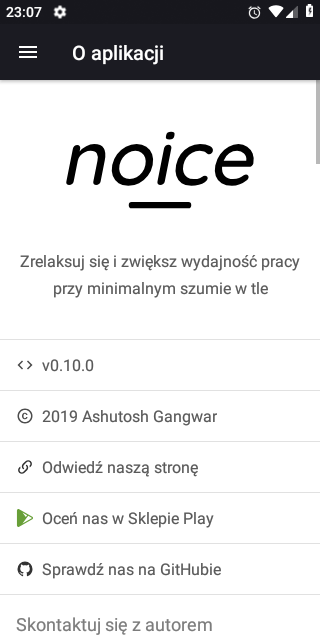 23:07
O aplikacji
noice
Zrelaksuj się i zwiększ wydajność pracy
przy minimalnym szumie w tle
v0.10.0
2019 Ashutosh Gangwar
Odwiedź naszą stronę
Oceń nas w Sklepie Play
Sprawdź nas na GitHubie
Skontaktuj się z autorem